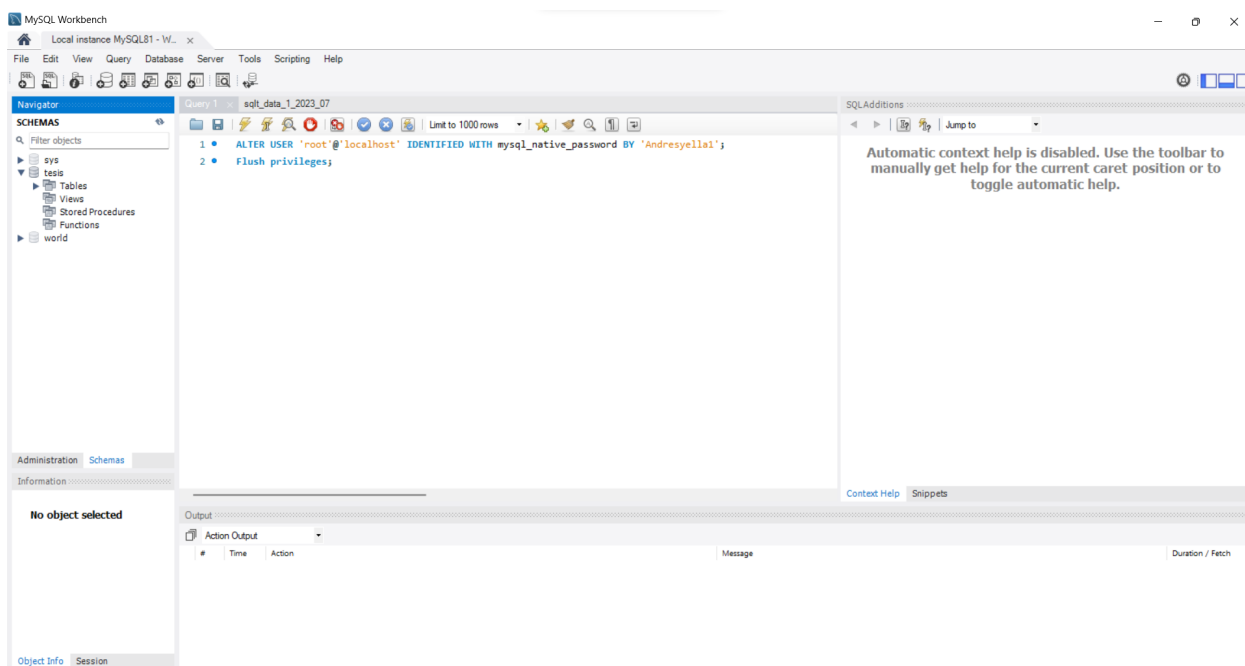 MySQL Workbench
Local instance MySQL81 - W...
File Edit View Query Database Server Tools Scripting Help
Navigator
SCHEMAS
Filter objects
sys
tesis
Tables
Views
Stored Procedures
Functions
world
Administration Schemas
Information
No object selected
Object Info Session
Query 1 sqlt_data_1_2023_07
Limit to 1000 rows
1 ALTER USER 'root'@'localhost' IDENTIFIED WITH mysql_native_password BY 'Andresyella1';
2 Flush privileges;
SQLAdditions
Jump to
Automatic context help is disabled. Use the toolbar to
manually get help for the current caret position or to
toggle automatic help.
Context Help Snippets
Output
Action Output
# Time Action Message Duration / Fetch